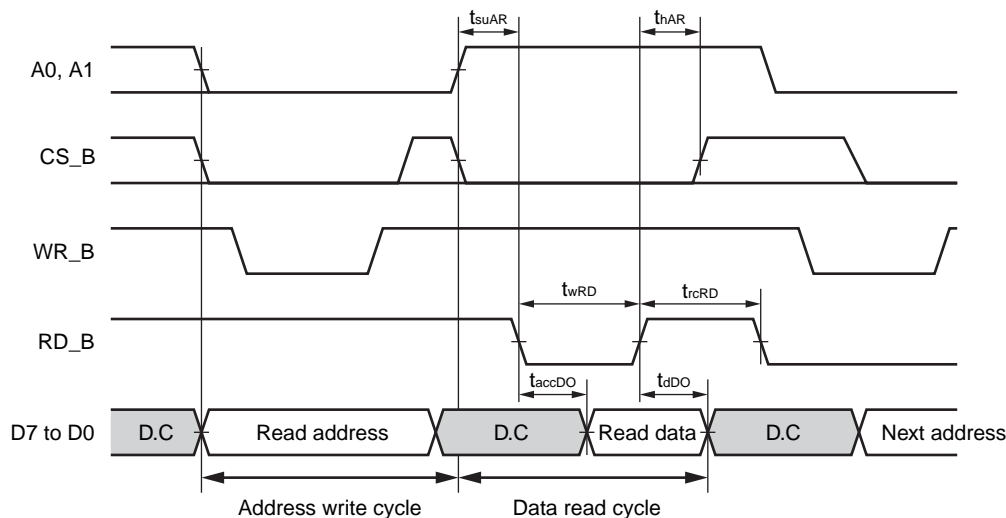 tsuAR thAR
A0, A1
CS_B
WR_B
twRD trcRD
RD_B
taccDO tdDO
D7 to D0 D.C Read address D.C Read data D.C Next address
Address write cycle Data read cycle